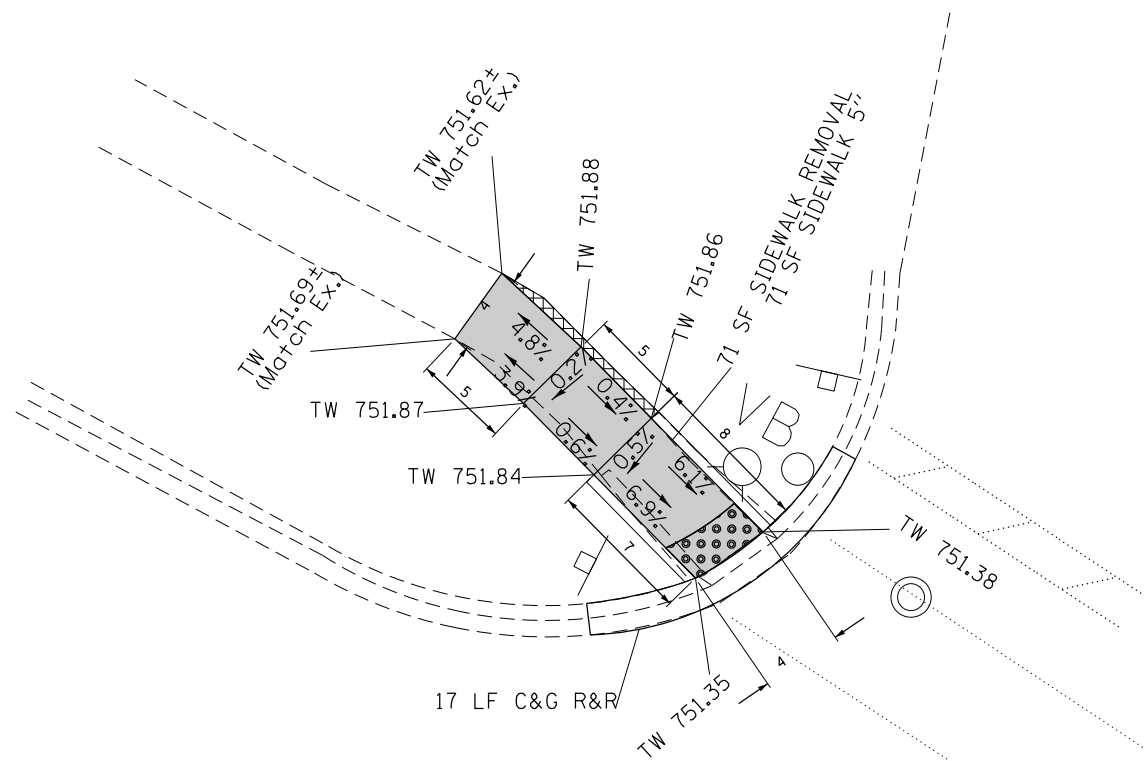 TW 751.62±
(Match Ex.)
TW 751.88
TW 751.86
71 SF SIDEWALK REMOVAL
71 SF SIDEWALK 5"
TW 751.69±
(Match Ex.)
4
4.8%
3.9%
0.2%
0.4%
5
5
TW 751.87
0.6%
0.5%
6.1%
8
VB
TW 751.84
6.9%
7
TW 751.38
4
17 LF C&G R&R
TW 751.35